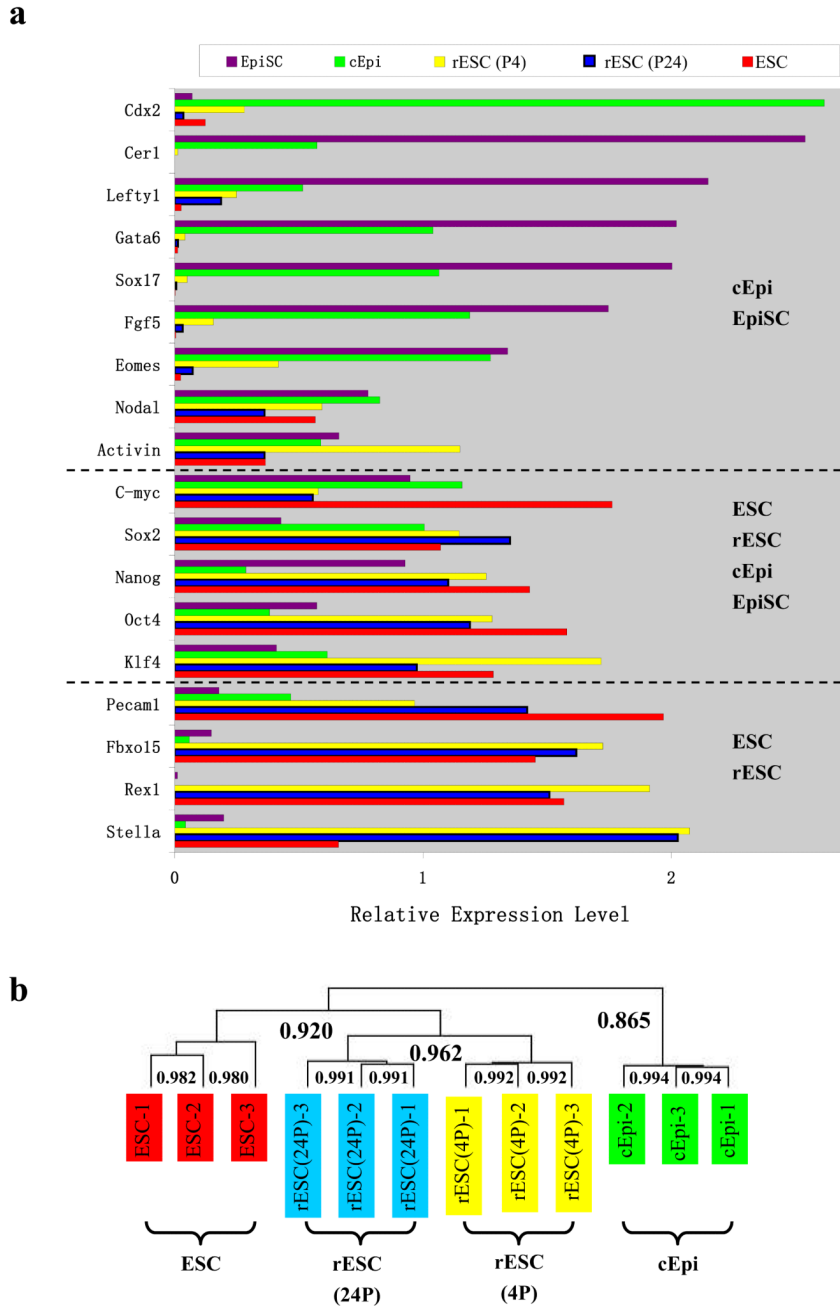 a
EpiSC cEpi rESC (P4) rESC (P24) ESC
Cdx2
Cer1
Lefty1
Gata6
Sox17
Fgf5
Eomes
Nodal
Activin
cEpi
EpiSC
C-myc
Sox2
Nanog
Oct4
Klf4
ESC
rESC
cEpi
EpiSC
Pecam1
Fbxo15
Rex1
Stella
ESC
rESC
0 1 2
Relative Expression Level
b
0.920 0.865
0.962
0.982 0.980 0.991 0.991 0.992 0.992 0.994 0.994
ESC-1
ESC-2
ESC-3
rESC(24P)-3
rESC(24P)-2
rESC(24P)-1
rESC(4P)-1
rESC(4P)-2
rESC(4P)-3
cEpi-2
cEpi-3
cEpi-1
ESC
rESC
(24P)
rESC
(4P)
cEpi